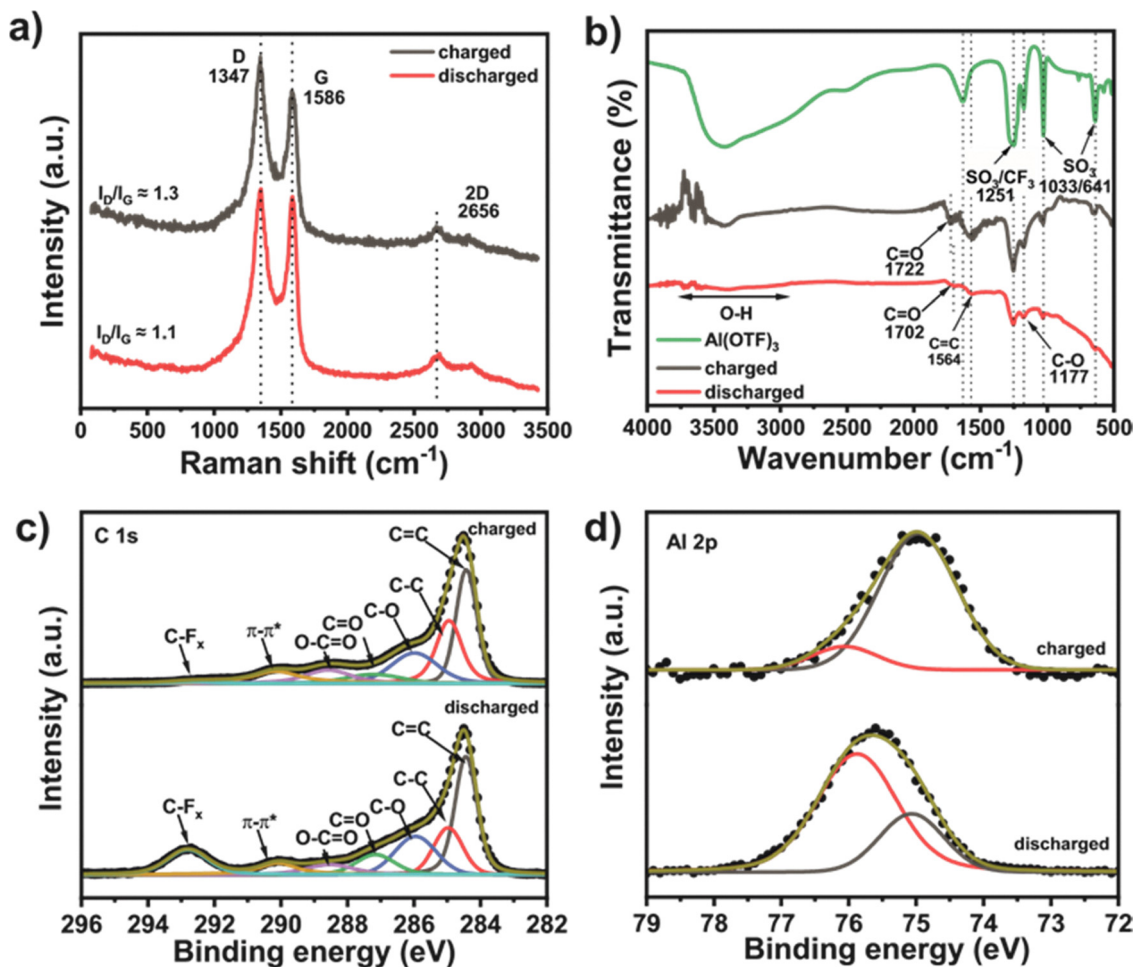 a)
D
1347
G
1586
charged
discharged
I_D/I_G ≈ 1.3
2D
2656
I_D/I_G ≈ 1.1
Intensity (a.u.)
0 500 1000 1500 2000 2500 3000 3500
Raman shift (cm⁻¹)
b)
SO₃/CF₃
1251
SO₃
1033/641
C=O
1722
O-H
C=O
1702
C=C
1564
C-O
1177
Al(OTF)₃
charged
discharged
Transmittance (%)
4000 3500 3000 2500 2000 1500 1000 500
Wavenumber (cm⁻¹)
c)
C 1s
C=C
charged
C-C
C-O
C=O
O-C=O
π-π*
C-Fₓ
discharged
C=C
C-C
C-O
C=O
O-C=O
π-π*
C-Fₓ
Intensity (a.u.)
296 294 292 290 288 286 284 282
Binding energy (eV)
d)
Al 2p
charged
discharged
Intensity (a.u.)
79 78 77 76 75 74 73 72
Binding energy (eV)